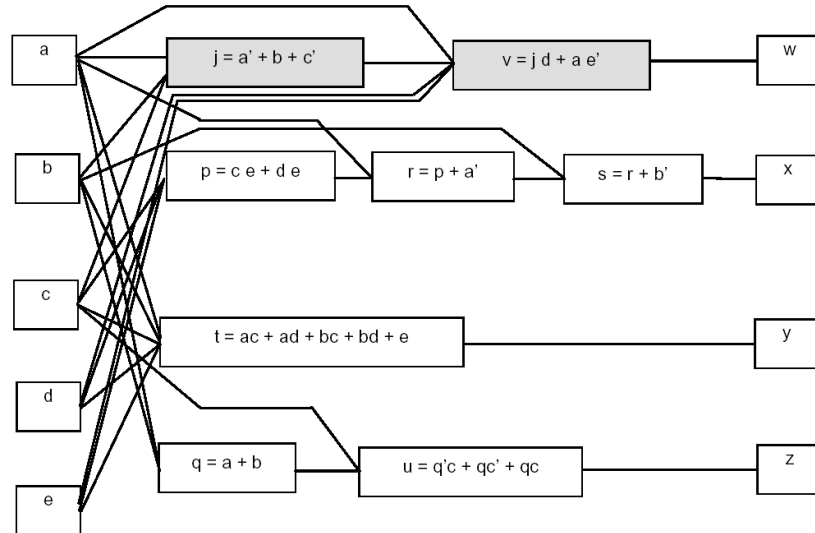 a
j = a' + b + c'
v = j d + a e'
w
b
p = c e + d e
r = p + a'
s = r + b'
x
c
t = ac + ad + bc + bd + e
y
d
q = a + b
u = q'c + qc' + qc
z
e